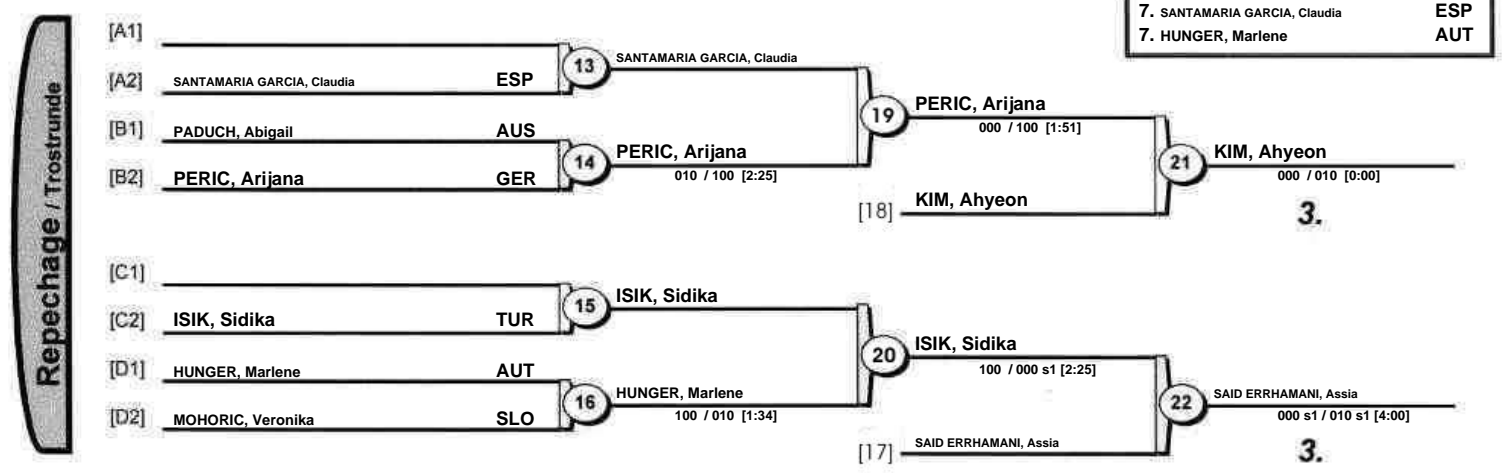 7. SANTAMARIA GARCIA, Claudia ESP
7. HUNGER, Marlene AUT
Repechage / Trostrunde
[A1]
[A2] SANTAMARIA GARCIA, Claudia ESP
13
SANTAMARIA GARCIA, Claudia
[B1] PADUCH, Abigail AUS
[B2] PERIC, Arijana GER
14
PERIC, Arijana
010 / 100 [2:25]
19
PERIC, Arijana
000 / 100 [1:51]
[18] KIM, Ahyeon
21
KIM, Ahyeon
000 / 010 [0:00]
3.
[C1]
[C2] ISIK, Sidika TUR
15
ISIK, Sidika
[D1] HUNGER, Marlene AUT
[D2] MOHORIC, Veronika SLO
16
HUNGER, Marlene
100 / 010 [1:34]
20
ISIK, Sidika
100 / 000 s1 [2:25]
[17] SAID ERRHAMANI, Assia
22
SAID ERRHAMANI, Assia
000 s1 / 010 s1 [4:00]
3.